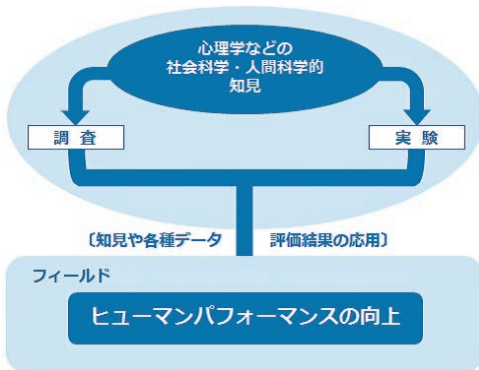 心理学などの
社会科学・人間科学的
知見
調 査
実 験
〔知見や各種データ 評価結果の応用〕
フィールド
ヒューマンパフォーマンスの向上